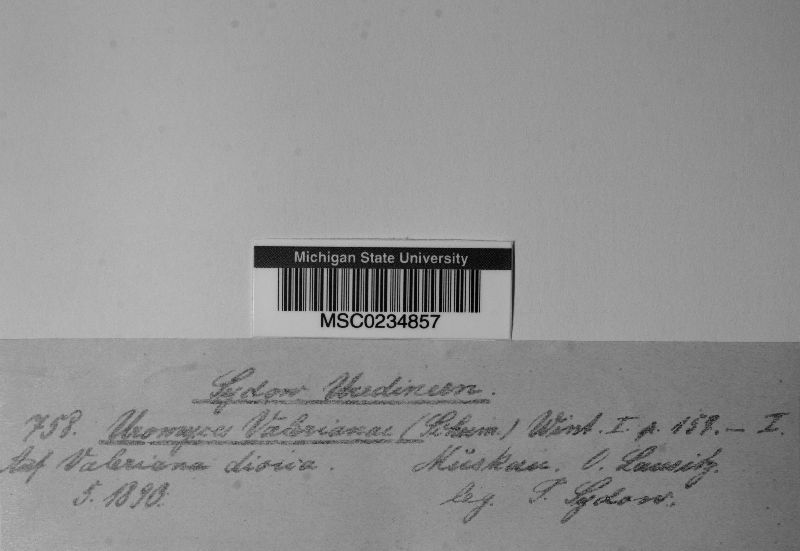 Michigan State University
MSC0234857
Sydow Uredineen.
758. Uromyces Valerianae (Schum.) Wint. I. p. 158. — I.
Auf Valeriana dioica. Muskau. O. Lausitz.
5. 1890. leg. P. Sydow.